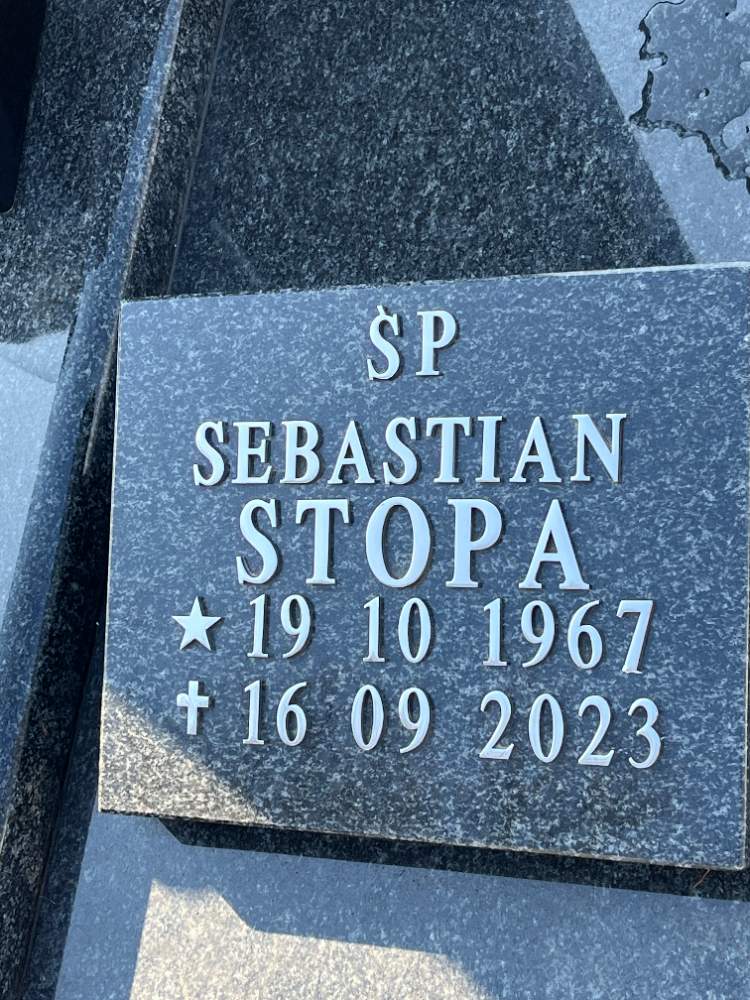 ŚP
SEBASTIAN
STOPA
★ 19 10 1967
✝ 16 09 2023